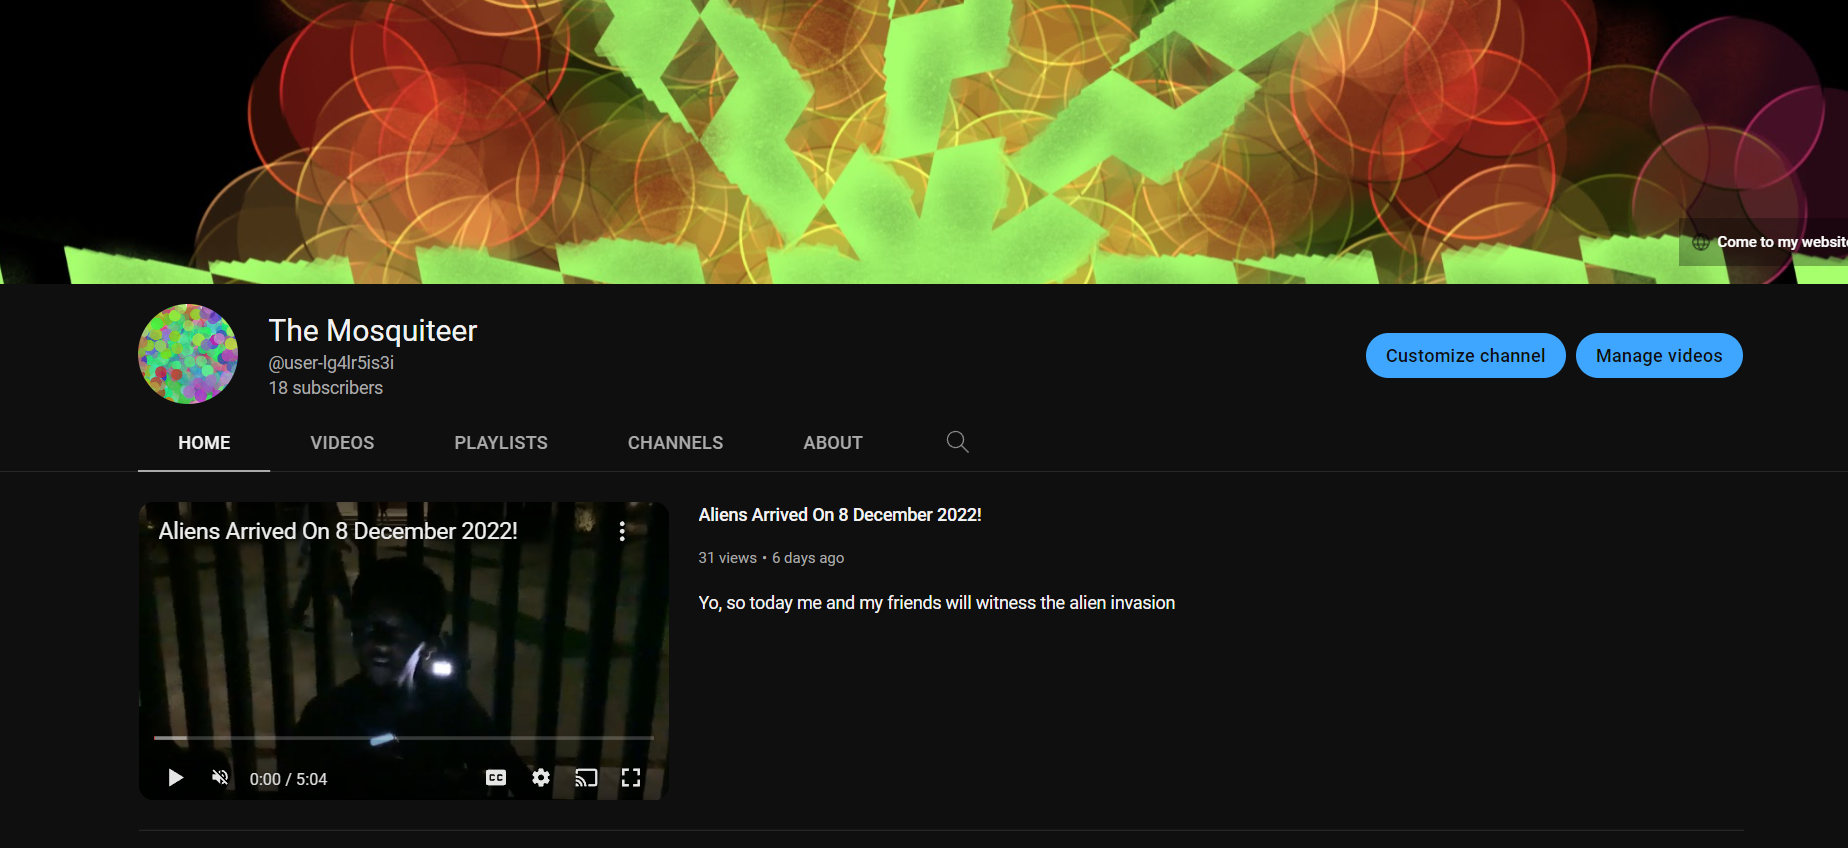 Come to my website
The Mosquiteer
@user-lg4lr5is3i
18 subscribers
Customize channel
Manage videos
HOME
VIDEOS
PLAYLISTS
CHANNELS
ABOUT
Aliens Arrived On 8 December 2022!
Aliens Arrived On 8 December 2022!
31 views • 6 days ago
Yo, so today me and my friends will witness the alien invasion
0:00 / 5:04
CC